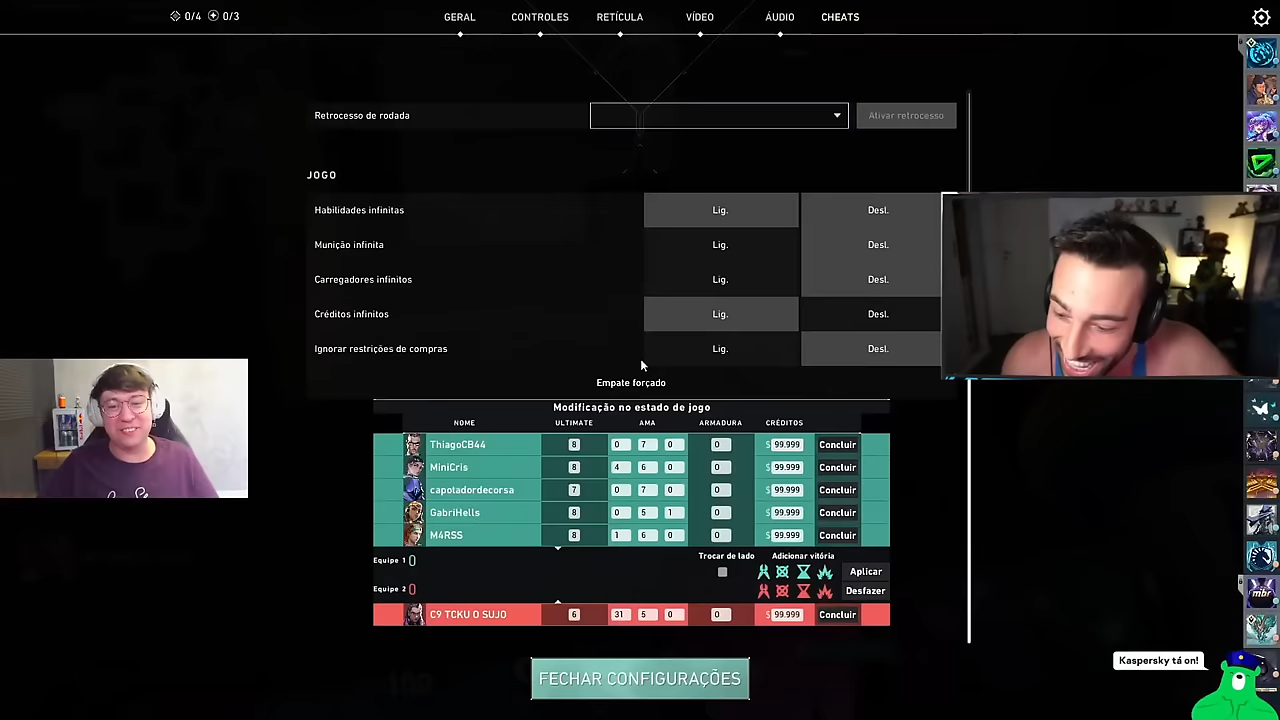 0/4 0/3
GERAL CONTROLES RETÍCULA VÍDEO ÁUDIO CHEATS
Retrocesso de rodada Ativar retrocesso
JOGO
Habilidades infinitas Lig. Desl.
Munição infinita Lig. Desl.
Carregadores infinitos Lig. Desl.
Créditos infinitos Lig. Desl.
Ignorar restrições de compras Lig. Desl.
Empate forçado
Modificação no estado de jogo
NOME ULTIMATE AMA ARMADURA CRÉDITOS
ThiagoCB44 8 0 7 0 0 $ 99.999 Concluir
MiniCris 8 4 6 0 0 $ 99.999 Concluir
capotadordecorsa 7 0 7 0 0 $ 99.999 Concluir
GabriHells 8 0 5 1 0 $ 99.999 Concluir
M4RSS 8 1 6 0 0 $ 99.999 Concluir
Trocar de lado Adicionar vitória
Equipe 1 0
Aplicar
Equipe 2 0
Desfazer
C9 TCKU O SUJO 6 31 5 0 0 $ 99.999 Concluir
FECHAR CONFIGURAÇÕES
mbr
Kaspersky tá on!